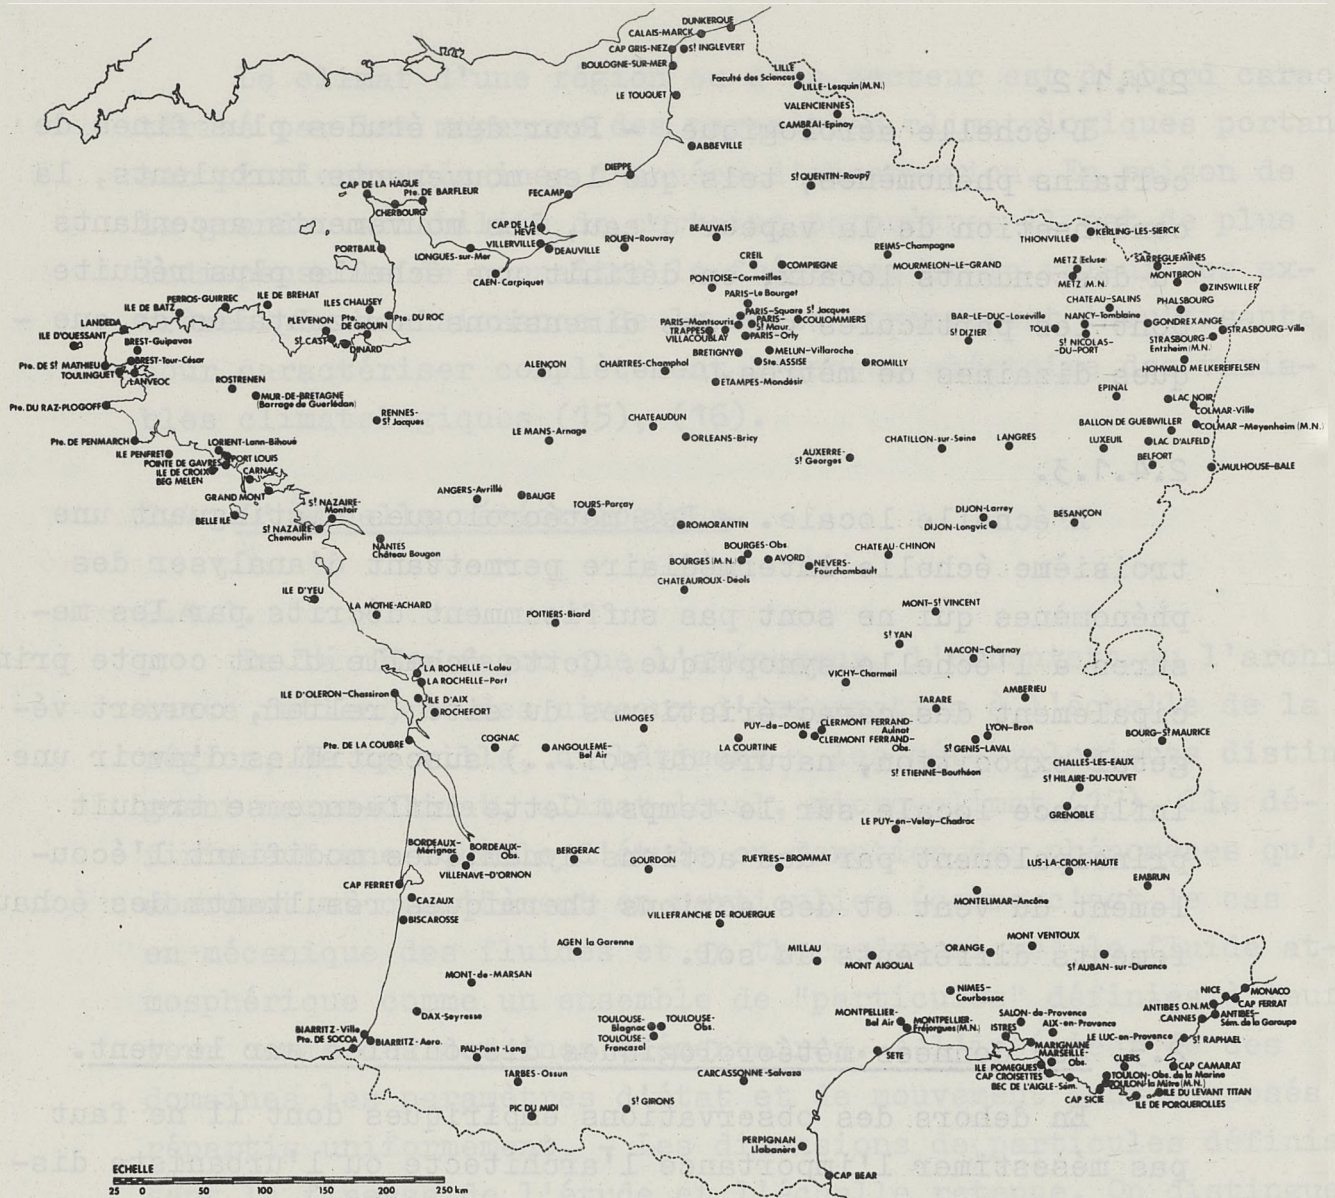 DUNKERQUE
CALAIS-MARCK
CAP GRIS-NEZ
St INGLEVERT
BOULOGNE-SUR-MER
LILLE
Faculté des Sciences
LILLE-Lesquin (M.N.)
LE TOUQUET
VALENCIENNES
CAMBRAI-Epinoy
ABBEVILLE
DIEPPE
St QUENTIN-Roupy
CAP DE LA HAGUE
Pte. DE BARFLEUR
FECAMP
CHERBOURG
CAP DE LA
HEVE
BEAUVAIS
KERLING-LES-SIERCK
THIONVILLE
PORTBAIL
VILLERVILLE
DEAUVILLE
ROUEN-Rouvray
REIMS-Champagne
LONGUES-sur-Mer
CREIL
COMPIEGNE
MOURMELON-LE-GRAND
METZ Ecluse
SARREGUEMINES
CAEN-Carpiquet
PONTOISE-Cormeilles
METZ M.N.
MONTBRON
ZINSWILLER
PERROS-GUIRREC
ILE DE BREHAT
ILE DE BATZ
ILES CHAUSEY
PARIS-Le Bourget
CHATEAU-SALINS
PHALSBOURG
PLEVENON
Pte.
DE GROUIN
Pte DU ROC
PARIS-Square St Jacques
PARIS-Montsouris
PARIS-
St Maur
COULOMMIERS
BAR-LE-DUC-Loxeville
NANCY-Tomblaine
GONDREXANGE
LANDEDA
ILE D'OUESSANT
TRAPPES
PARIS-Orly
VILLACOUBLAY
St DIZIER
TOUL
STRASBOURG-Ville
BREST-Guipavas
St CAST
DINARD
BRETIGNY
MELUN-Villaroche
St NICOLAS-
-DU-PORT
STRASBOURG-
Entzheim (M.N.)
Pte. DE St MATHIEU
BREST-Tour-César
TOULINGUET
LANVEOC
ALENÇON
CHARTRES-Champhol
Ste. ASSISE
ROMILLY
HOHWALD MELKEREIFELSEN
ROSTRENEN
ETAMPES-Mondésir
EPINAL
MUR-DE-BRETAGNE
(Barrage de Guerlédan)
LAC NOIR
Pte. DU RAZ-PLOGOFF
RENNES-
St Jacques
CHATEAUDUN
COLMAR-Ville
BALLON DE GUEBWILLER
COLMAR-Meyenheim (M.N.)
Pte. DE PENMARCH
LORIENT-Lann-Bihoué
LE MANS-Arnage
ORLEANS-Bricy
CHATILLON-sur-Seine
LANGRES
LUXEUIL
LAC D'ALFELD
ILE PENFRET
POINTE DE GAVRES
PORT LOUIS
AUXERRE-
St Georges
BELFORT
MULHOUSE-BALE
ILE DE CROIX
BEG MELEN
CARNAC
GRAND MONT
ANGERS-Avrillé
BAUGE
TOURS-Parçay
BELLE ILE
St NAZAIRE-
Montoir
St NAZAIRE-
Chemoulin
ROMORANTIN
DIJON-Larrey
DIJON-Longvic
BESANÇON
NANTES
Château Bougon
BOURGES-Obs.
BOURGES (M.N.)
AVORD
NEVERS-
Fourchambault
CHATEAU-CHINON
CHATEAUROUX-Déols
ILE D'YEU
LA MOTHE-ACHARD
POITIERS-Biard
MONT-St VINCENT
St YAN
MACON-Charnay
LA ROCHELLE-Laleu
LA ROCHELLE-Port
VICHY-Charmeil
ILE D'OLERON-Chassiron
ILE D'AIX
ROCHEFORT
TARARE
AMBERIEU
LIMOGES
Pte. DE LA COUBRE
COGNAC
ANGOULEME-
Bel Air
LA COURTINE
PUY-de-DOME
CLERMONT FERRAND-
Aulnat
CLERMONT FERRAND-
Obs.
LYON-Bron
St GENIS-LAVAL
BOURG-St MAURICE
St ETIENNE-Bouthéon
CHALLES-LES-EAUX
St HILAIRE-DU-TOUVET
GRENOBLE
LE PUY-en-Velay-Chadrac
BORDEAUX-
Mérignac
BORDEAUX-
Obs.
VILLENAVE-D'ORNON
BERGERAC
GOURDON
RUEYRES-BROMMAT
LUS-LA-CROIX-HAUTE
EMBRUN
CAP FERRET
CAZAUX
BISCAROSSE
MONTELIMAR-Ancône
VILLEFRANCHE DE ROUERGUE
AGEN la Garenne
MILLAU
MONT AIGOUAL
ORANGE
MONT VENTOUX
St AUBAN-sur-Durance
MONT-de-MARSAN
NIMES-
Courbessac
NICE
MONACO
CAP FERRAT
ANTIBES O.N.M.
CANNES
ANTIBES-
Sém. de la Garoupe
DAX-Seyresse
TOULOUSE-
Blagnac
TOULOUSE-
Obs.
TOULOUSE-
Francazal
MONTPELLIER-
Bel Air
MONTPELLIER-
Fréjorgues (M.N.)
SALON-de-Provence
ISTRES
AIX-en-Provence
LE LUC-en-Provence
St RAPHAEL
BIARRITZ-Ville
Pte. DE SOCOA
BIARRITZ-Aero.
PAU-Pont-Long
SETE
MARIGNANE
MARSEILLE-
Obs.
ILE POMEGUES
CAP CROISETTES
BEC DE L'AIGLE-Sém.
CUERS
CAP CAMARAT
TOULON-Obs. de la Marine
TOULON-la Mitre (M.N.)
ILE DU LEVANT TITAN
CAP SICIE
ILE DE PORQUEROLLES
TARBES-Ossun
CARCASSONNE-Salvaza
PIC DU MIDI
St GIRONS
PERPIGNAN
Llabanère
CAP BEAR
ECHELLE
25 0 50 100 150 200 250 km